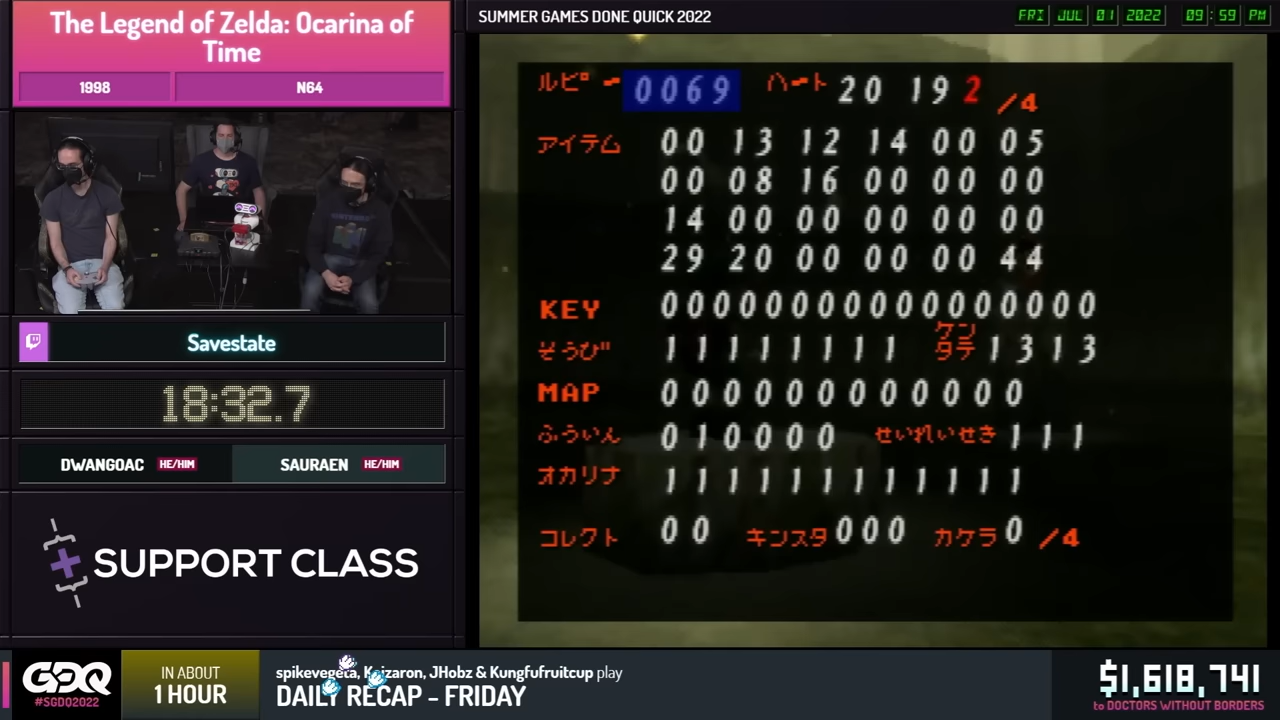 The Legend of Zelda: Ocarina of
Time
1998
N64
Savestate
18:32.7
DWANGOAC HE/HIM
SAURAEN HE/HIM
SUPPORT CLASS
SUMMER GAMES DONE QUICK 2022
FRI JUL 01 2022 09:59 PM
ルピー 0069 ハート 20 19 2 /4
アイテム 00 13 12 14 00 05
00 08 16 00 00 00
14 00 00 00 00 00
29 20 00 00 00 44
KEY 00000000000000000
そうび 11111111 ケン タテ 1313
MAP 000000000000
ふういん 010000 せいれいせき 111
オカリナ 111111111111
コレクト 00 キンスタ 000 カケラ 0 /4
GDQ
#SGDQ2022
IN ABOUT
1 HOUR
spikevegeta, Keizaron, JHobz & Kungfufruitcup play
DAILY RECAP - FRIDAY
$1,618,741
to DOCTORS WITHOUT BORDERS